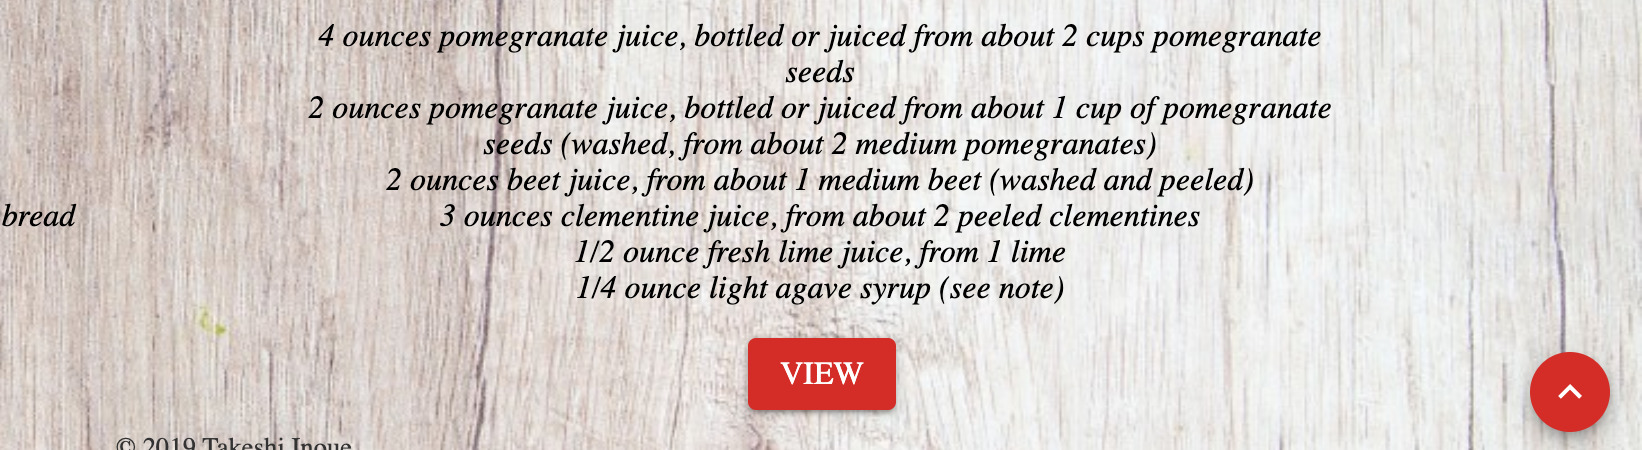 4 ounces pomegranate juice, bottled or juiced from about 2 cups pomegranate
seeds
2 ounces pomegranate juice, bottled or juiced from about 1 cup of pomegranate
seeds (washed, from about 2 medium pomegranates)
2 ounces beet juice, from about 1 medium beet (washed and peeled)
bread
3 ounces clementine juice, from about 2 peeled clementines
1/2 ounce fresh lime juice, from 1 lime
1/4 ounce light agave syrup (see note)
VIEW
© 2019 Takeshi Inoue